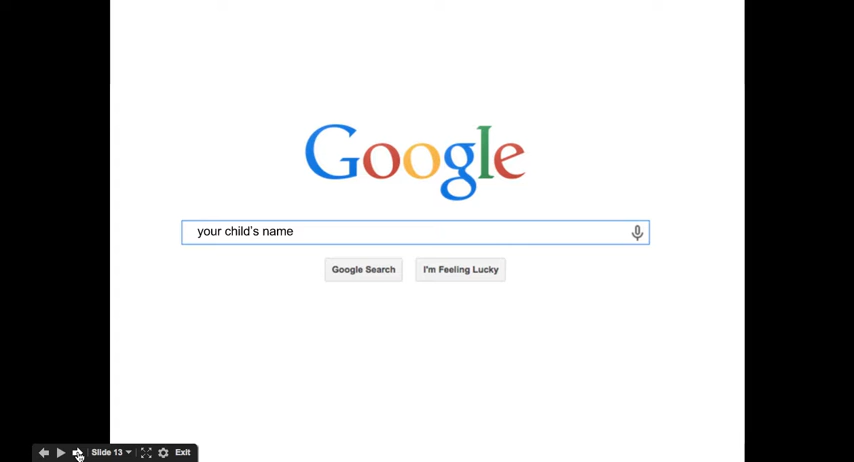 Google
your child's name
Google Search
I'm Feeling Lucky
Slide 13
Exit